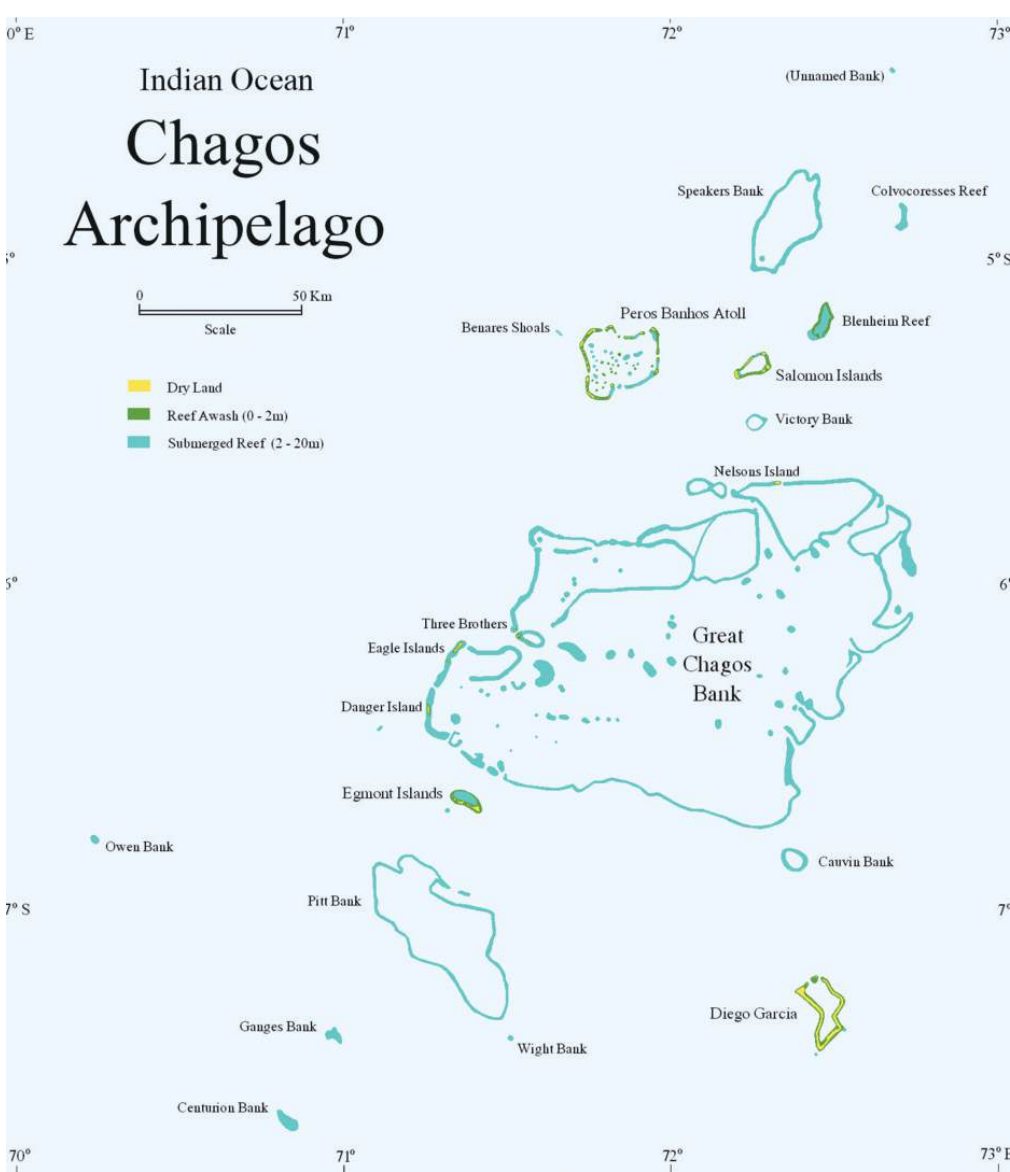 0° E
71°
72°
73°
Indian Ocean
Chagos
Archipelago
(Unnamed Bank)
Speakers Bank
Colvocoresses Reef
5° S
0
50 Km
Scale
Peros Banhos Atoll
Benares Shoals
Blenheim Reef
Dry Land
Salomon Islands
Reef Awash (0 - 2m)
Victory Bank
Submerged Reef (2 - 20m)
Nelsons Island
6°
Three Brothers
Great
Chagos
Bank
Eagle Islands
Danger Island
Egmont Islands
Owen Bank
Cauvin Bank
Pitt Bank
7° S
7°
Diego Garcia
Ganges Bank
Wight Bank
Centurion Bank
70°
71°
72°
73° E